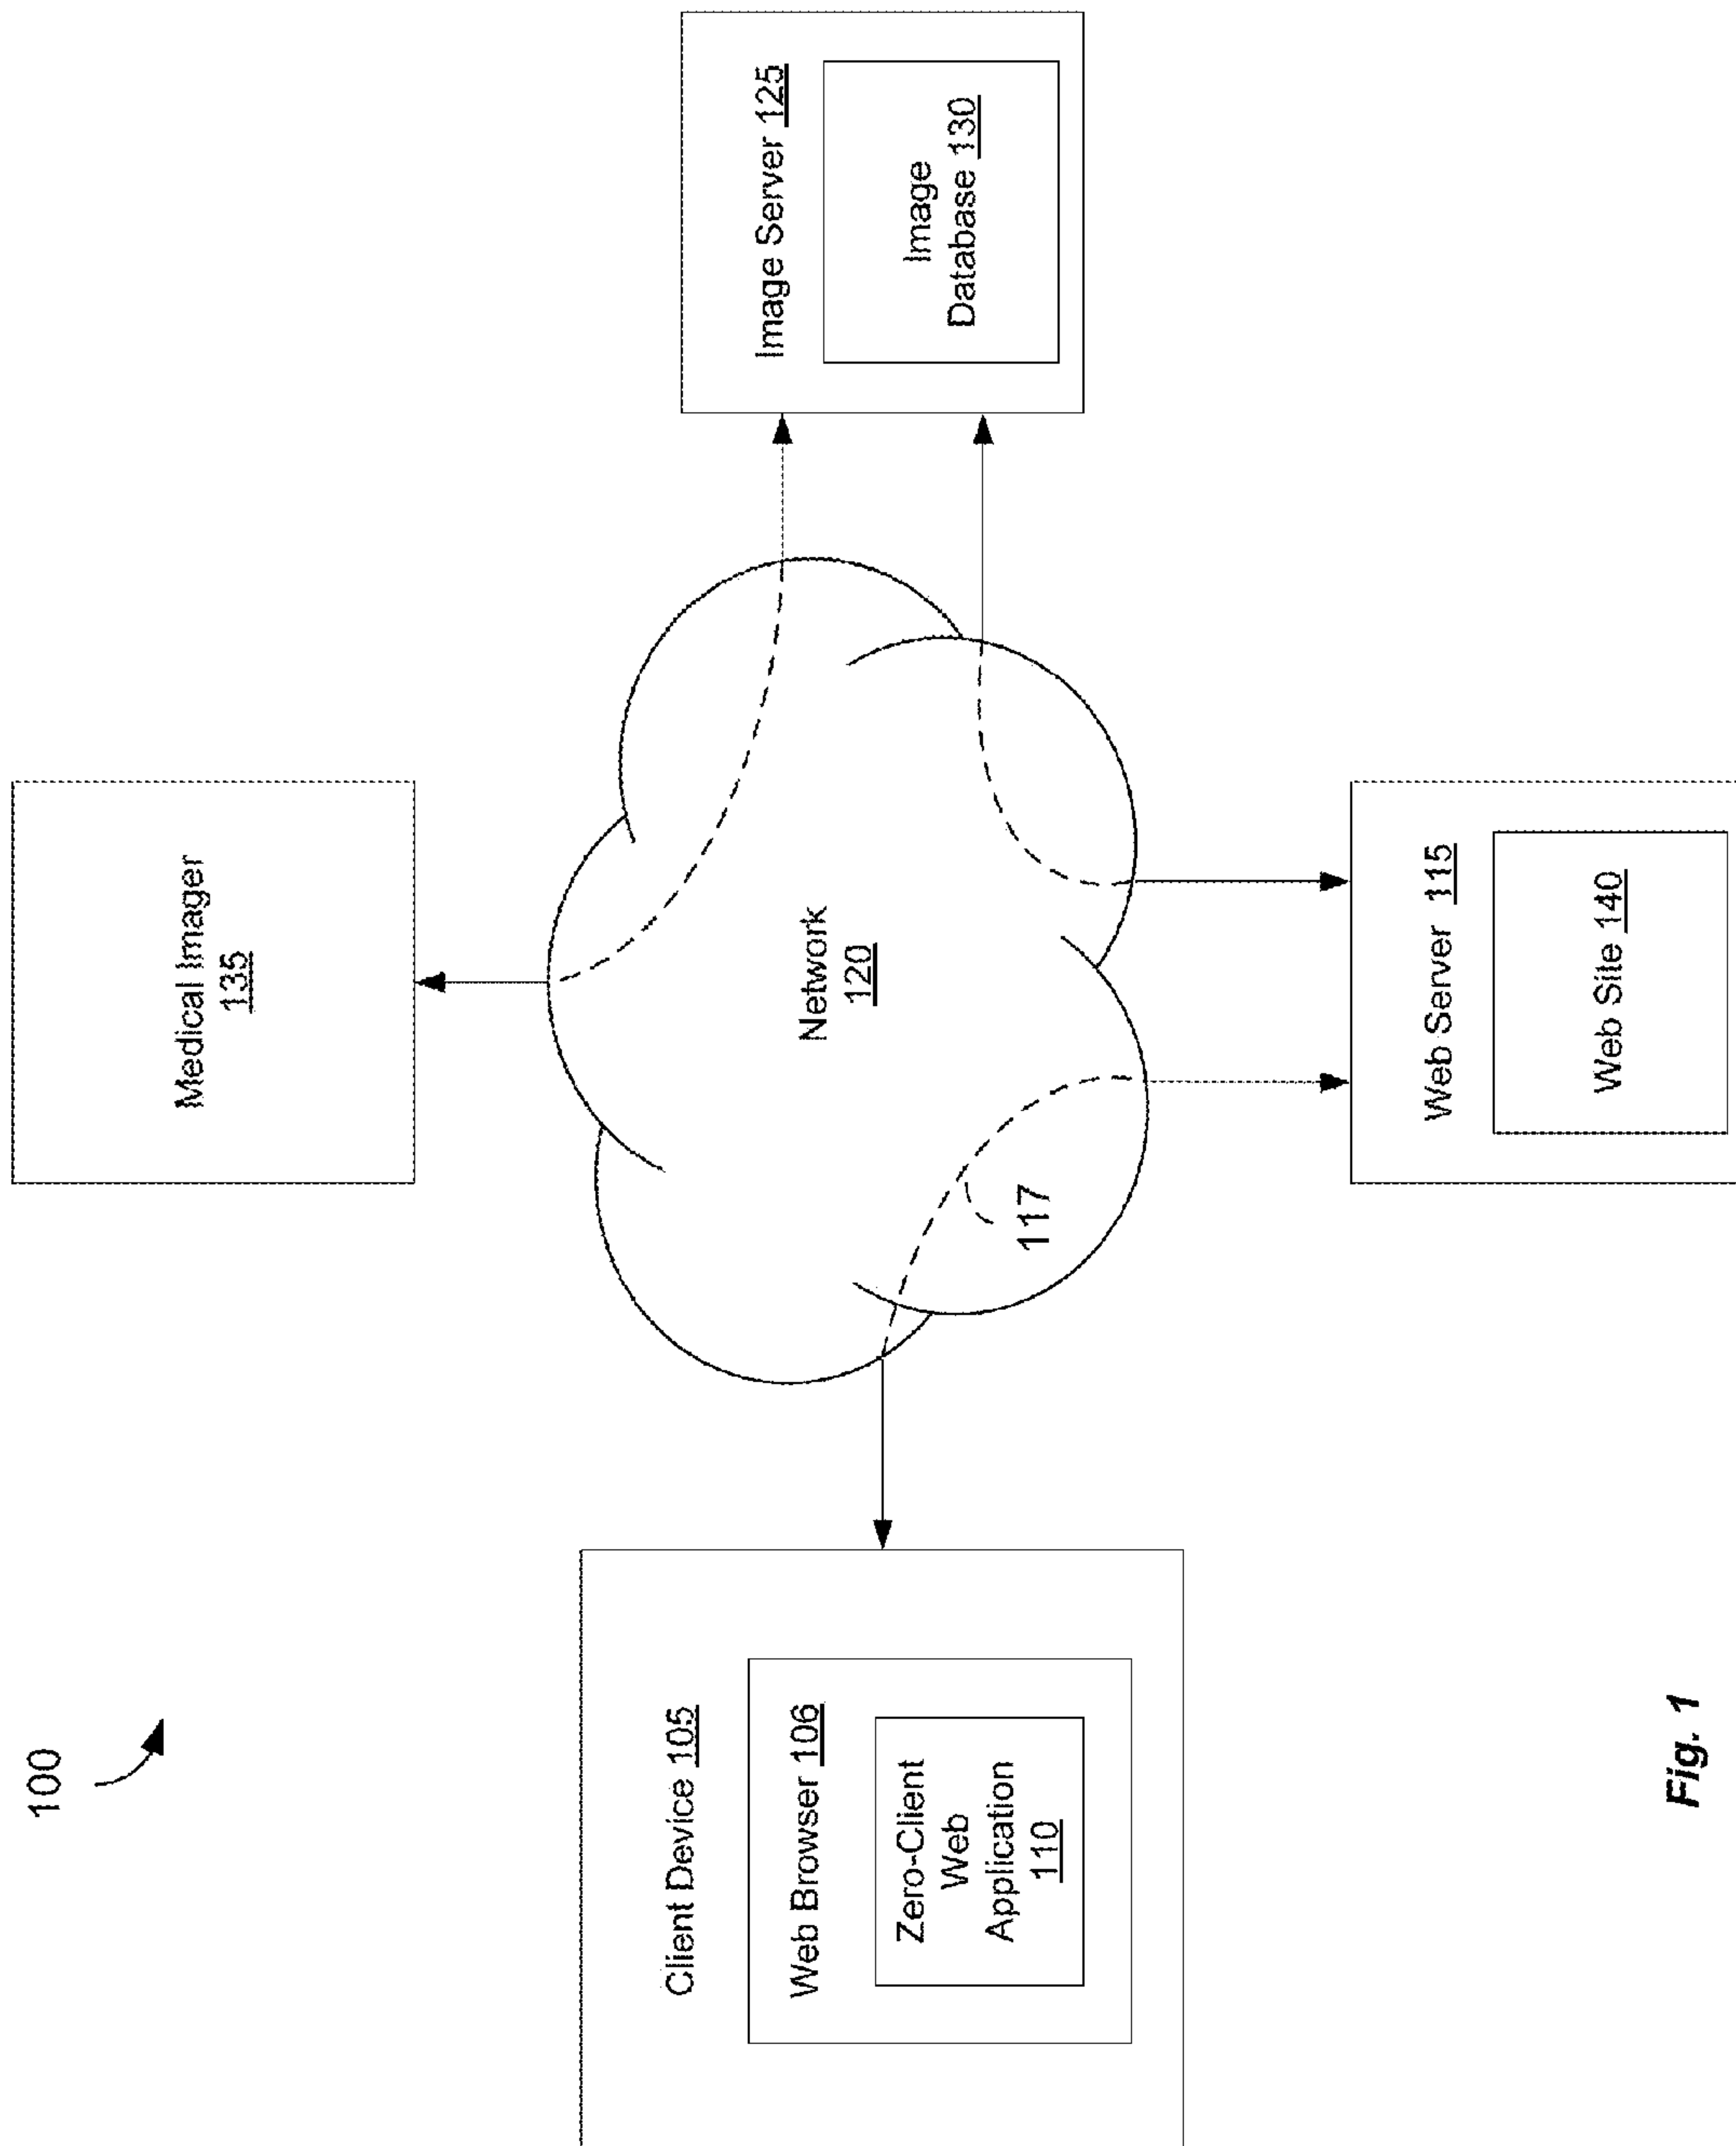 100
Medical Imager
135
Client Device 105
Web Browser 106
Zero-Client
Web
Application
110
Network
120
117
Image Server 125
Image
Database 130
Web Server 115
Web Site 140
Fig. 1